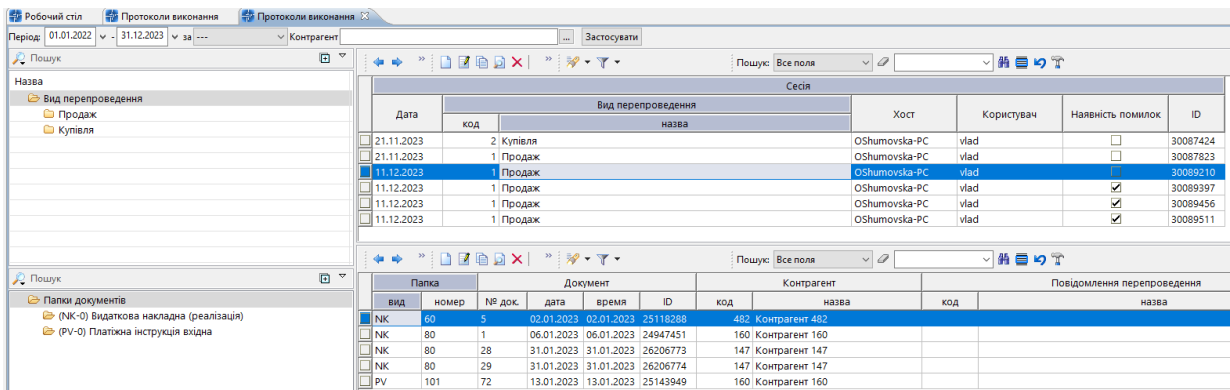 Робочий стіл Протоколи виконання Протоколи виконання
Період: 01.01.2022 - 31.12.2023 за --- Контрагент ... Застосувати
Пошук
Назва
Вид перепроведення
Продаж
Купівля
Пошук: Все поля
Сесія
Дата Вид перепроведення Хост Користувач Наявність помилок ID
код назва
21.11.2023 2 Купівля OShumovska-PC vlad 30087424
21.11.2023 1 Продаж OShumovska-PC vlad 30087823
11.12.2023 1 Продаж OShumovska-PC vlad 30089210
11.12.2023 1 Продаж OShumovska-PC vlad 30089397
11.12.2023 1 Продаж OShumovska-PC vlad 30089456
11.12.2023 1 Продаж OShumovska-PC vlad 30089511
Пошук
Папки документів
(NK-0) Видаткова накладна (реалізація)
(PV-0) Платіжна інструкція вхідна
Пошук: Все поля
Папка Документ Контрагент Повідомлення перепроведення
вид номер № док. дата время ID код назва код назва
NK 60 5 02.01.2023 02.01.2023 25118288 482 Контрагент 482
NK 80 1 06.01.2023 06.01.2023 24947451 160 Контрагент 160
NK 80 28 31.01.2023 31.01.2023 26206773 147 Контрагент 147
NK 80 29 31.01.2023 31.01.2023 26206774 147 Контрагент 147
PV 101 72 13.01.2023 13.01.2023 25143949 160 Контрагент 160